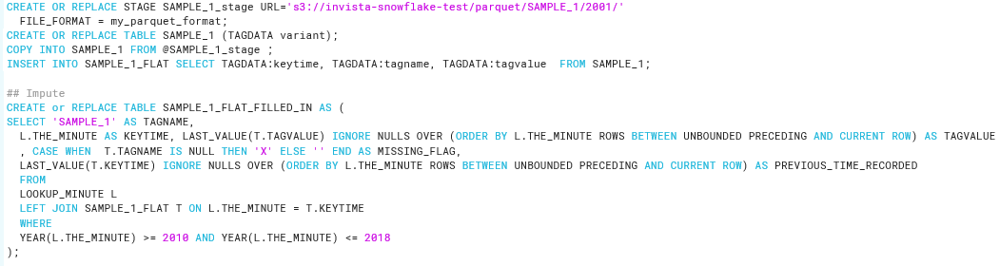 CREATE OR REPLACE STAGE SAMPLE_1_stage URL='s3://invista-snowflake-test/parquet/SAMPLE_1/2001/'
FILE_FORMAT = my_parquet_format;
CREATE OR REPLACE TABLE SAMPLE_1 (TAGDATA variant);
COPY INTO SAMPLE_1 FROM @SAMPLE_1_stage ;
INSERT INTO SAMPLE_1_FLAT SELECT TAGDATA:keytime, TAGDATA:tagname, TAGDATA:tagvalue  FROM SAMPLE_1;
## Impute
CREATE or REPLACE TABLE SAMPLE_1_FLAT_FILLED_IN AS (
SELECT 'SAMPLE_1' AS TAGNAME,
L.THE_MINUTE AS KEYTIME, LAST_VALUE(T.TAGVALUE) IGNORE NULLS OVER (ORDER BY L.THE_MINUTE ROWS BETWEEN UNBOUNDED PRECEDING AND CURRENT ROW) AS TAGVALUE
, CASE WHEN  T.TAGNAME IS NULL THEN 'X' ELSE '' END AS MISSING_FLAG,
LAST_VALUE(T.KEYTIME) IGNORE NULLS OVER (ORDER BY L.THE_MINUTE ROWS BETWEEN UNBOUNDED PRECEDING AND CURRENT ROW) AS PREVIOUS_TIME_RECORDED
FROM
LOOKUP_MINUTE L
LEFT JOIN SAMPLE_1_FLAT T ON L.THE_MINUTE = T.KEYTIME
WHERE
YEAR(L.THE_MINUTE) >= 2010 AND YEAR(L.THE_MINUTE) <= 2018
);